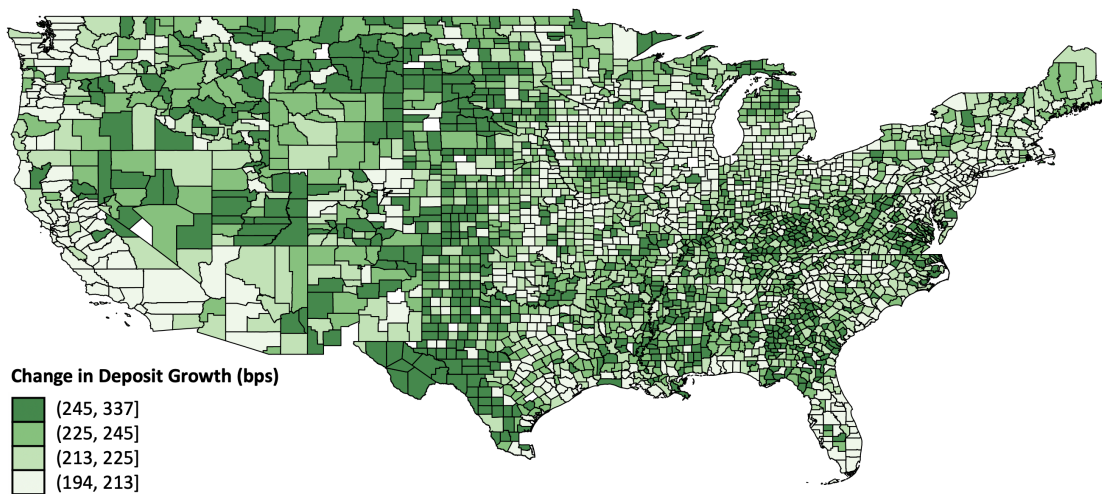 Change in Deposit Growth (bps)
(245, 337]
(225, 245]
(213, 225]
(194, 213]